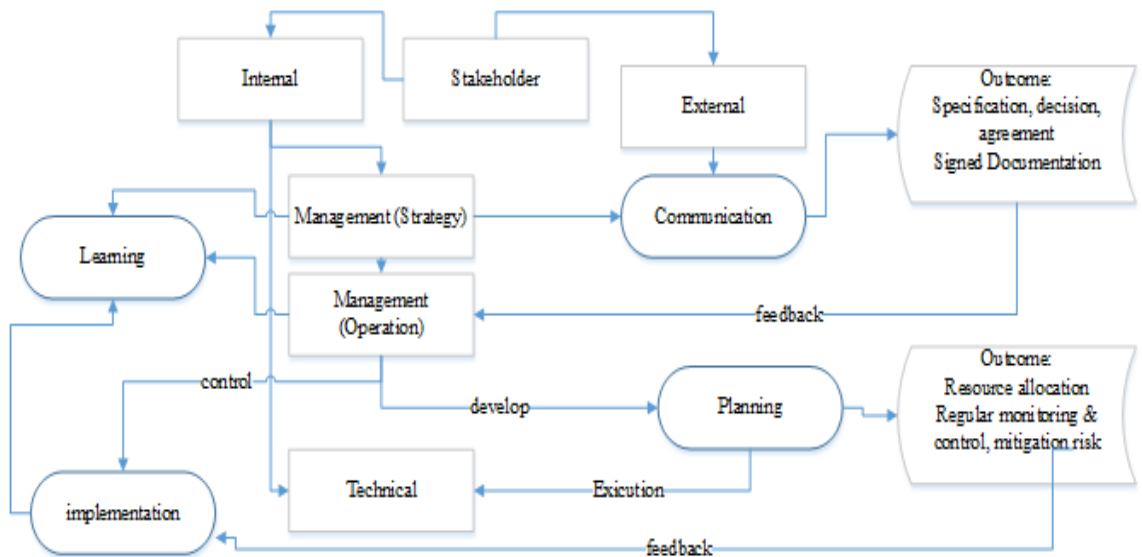 Internal
Stakeholder
External
Outcome:
Specification, decision,
agreement
Signed Documentation
Management (Strategy)
Communication
Learning
Management
(Operation)
feedback
control
develop
Planning
Outcome:
Resource allocation
Regular monitoring &
control, mitigation risk
Technical
Exicution
implementation
feedback